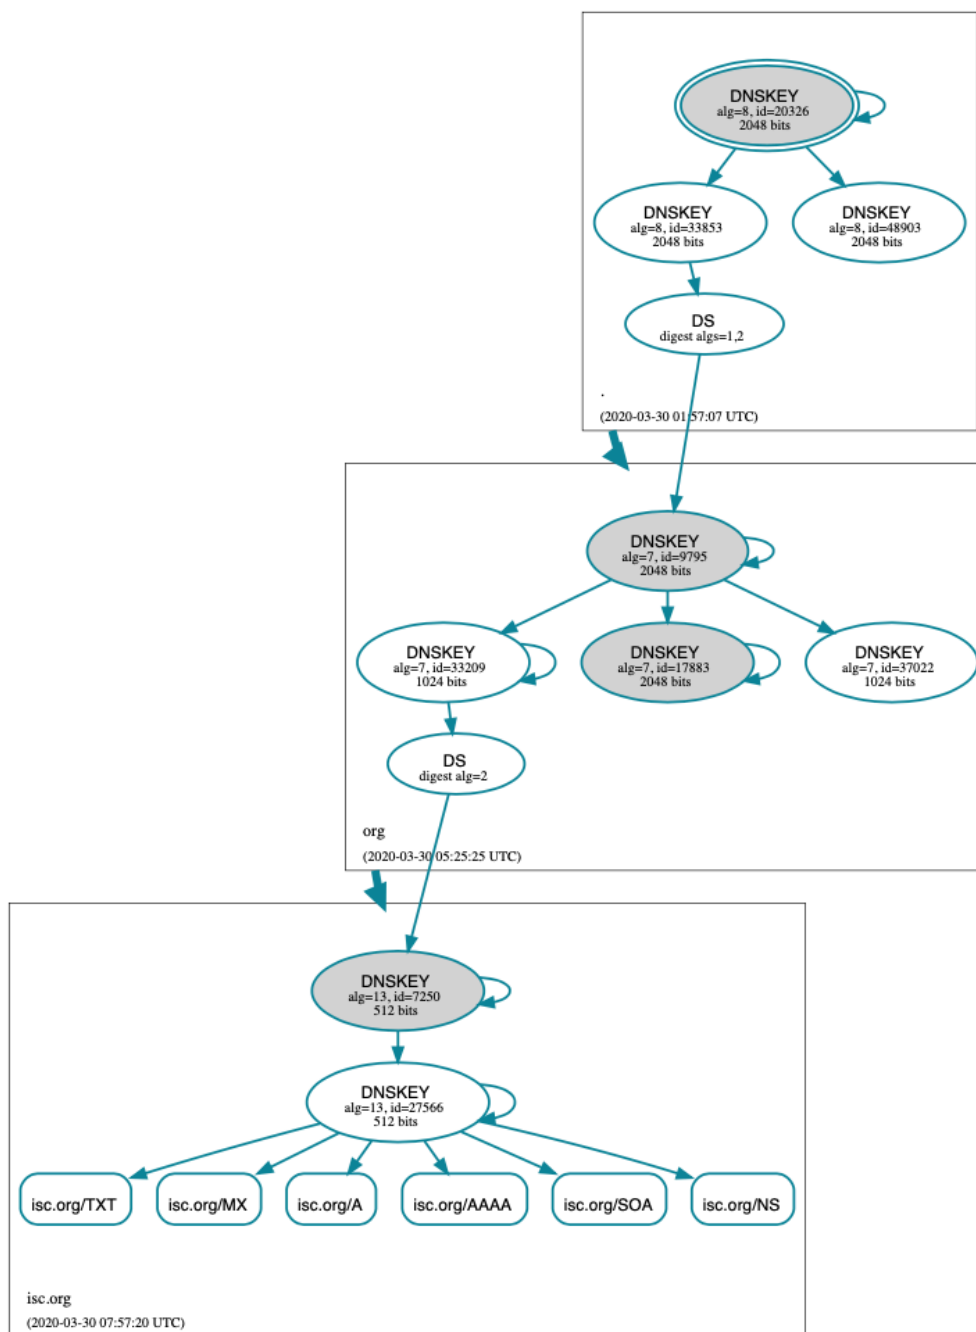 DNSKEY
alg=8, id=20326
2048 bits
DNSKEY
alg=8, id=33853
2048 bits
DNSKEY
alg=8, id=48903
2048 bits
DS
digest algs=1,2
.
(2020-03-30 01:57:07 UTC)
DNSKEY
alg=7, id=9795
2048 bits
DNSKEY
alg=7, id=33209
1024 bits
DNSKEY
alg=7, id=17883
2048 bits
DNSKEY
alg=7, id=37022
1024 bits
DS
digest alg=2
org
(2020-03-30 05:25:25 UTC)
DNSKEY
alg=13, id=7250
512 bits
DNSKEY
alg=13, id=27566
512 bits
isc.org/TXT
isc.org/MX
isc.org/A
isc.org/AAAA
isc.org/SOA
isc.org/NS
isc.org
(2020-03-30 07:57:20 UTC)